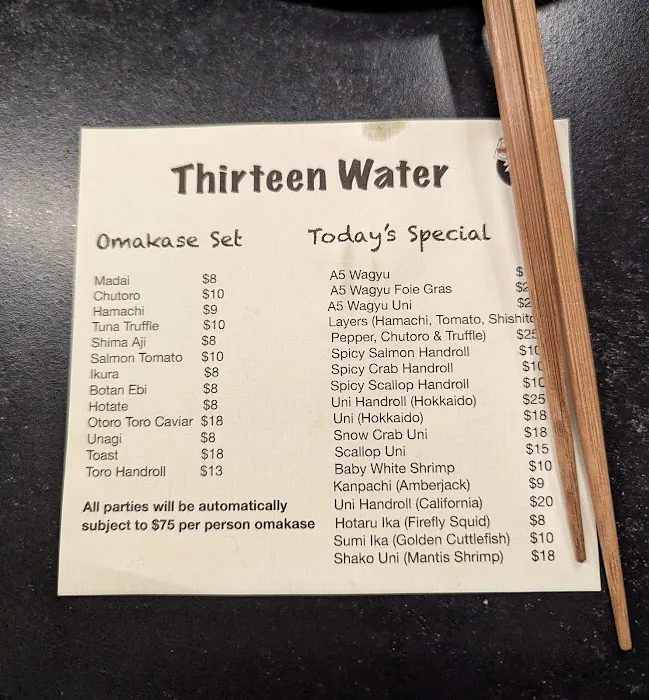 Thirteen Water
Omakase Set
Madai $8
Chutoro $10
Hamachi $9
Tuna Truffle $10
Shima Aji $8
Salmon Tomato $10
Ikura $8
Botan Ebi $8
Hotate $8
Otoro Toro Caviar $18
Unagi $8
Toast $18
Toro Handroll $13
All parties will be automatically
subject to $75 per person omakase
Today's Special
A5 Wagyu
A5 Wagyu Foie Gras
A5 Wagyu Uni
Layers (Hamachi, Tomato, Shishito
Pepper, Chutoro & Truffle) $25
Spicy Salmon Handroll $10
Spicy Crab Handroll $10
Spicy Scallop Handroll $10
Uni Handroll (Hokkaido) $25
Uni (Hokkaido) $18
Snow Crab Uni $18
Scallop Uni $15
Baby White Shrimp $10
Kanpachi (Amberjack) $9
Uni Handroll (California) $20
Hotaru Ika (Firefly Squid) $8
Sumi Ika (Golden Cuttlefish) $10
Shako Uni (Mantis Shrimp) $18